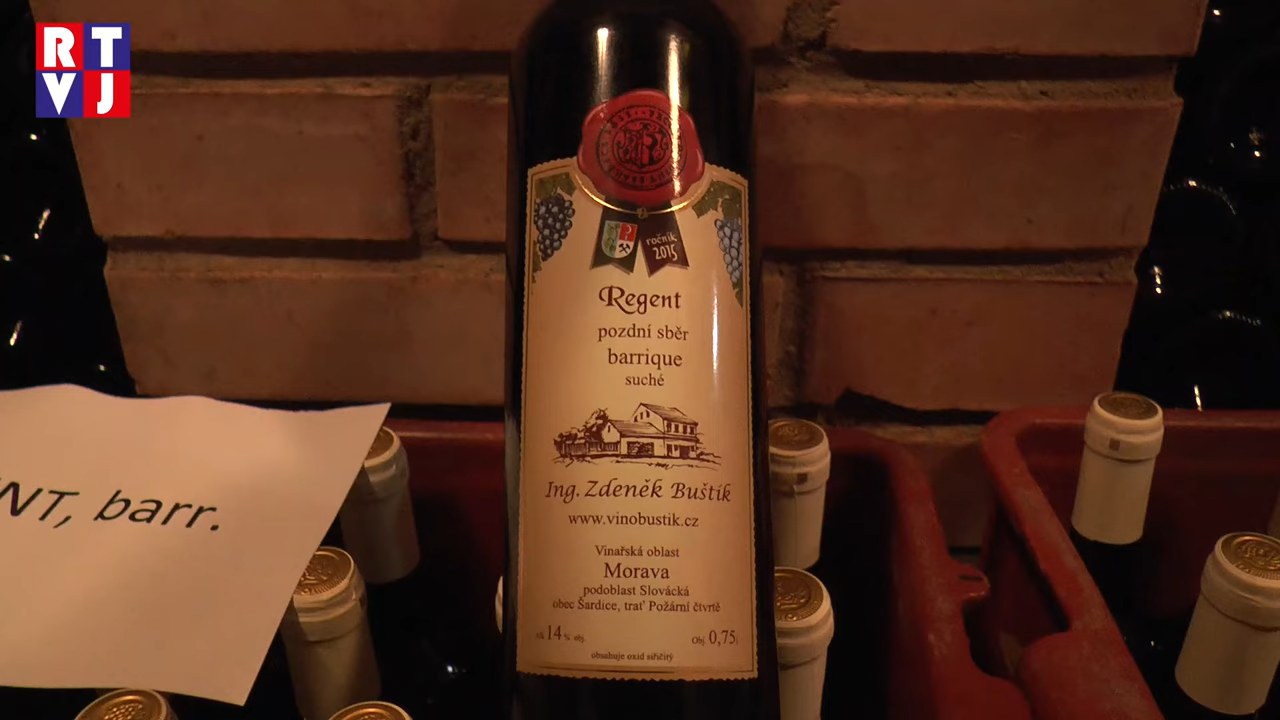 RT
VJ
ročník
2015
Regent
pozdní sběr
barrique
suché
NT, barr.
Ing. Zdeněk Buštík
www.vinobustik.cz
Vinařská oblast
Morava
podoblast Slovácká
obec Šardice, trať Požární čtvrtě
14 % obj.
Obj. 0,75
obsahuje oxid siřičitý